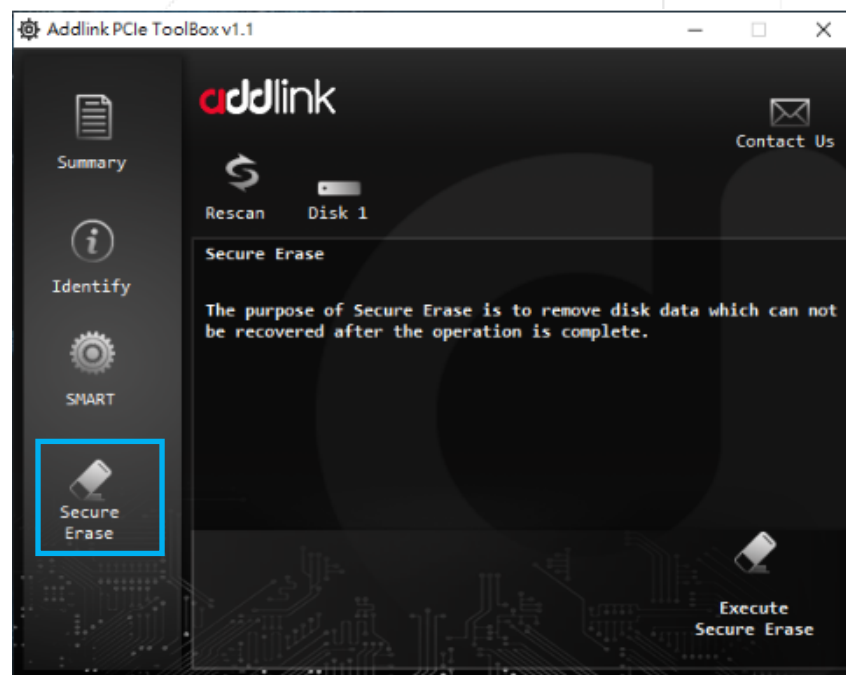 Addlink PCIe ToolBox v1.1
addlink
Contact Us
Summary
Rescan
Disk 1
Identify
Secure Erase
The purpose of Secure Erase is to remove disk data which can not
be recovered after the operation is complete.
SMART
Secure
Erase
Execute
Secure Erase